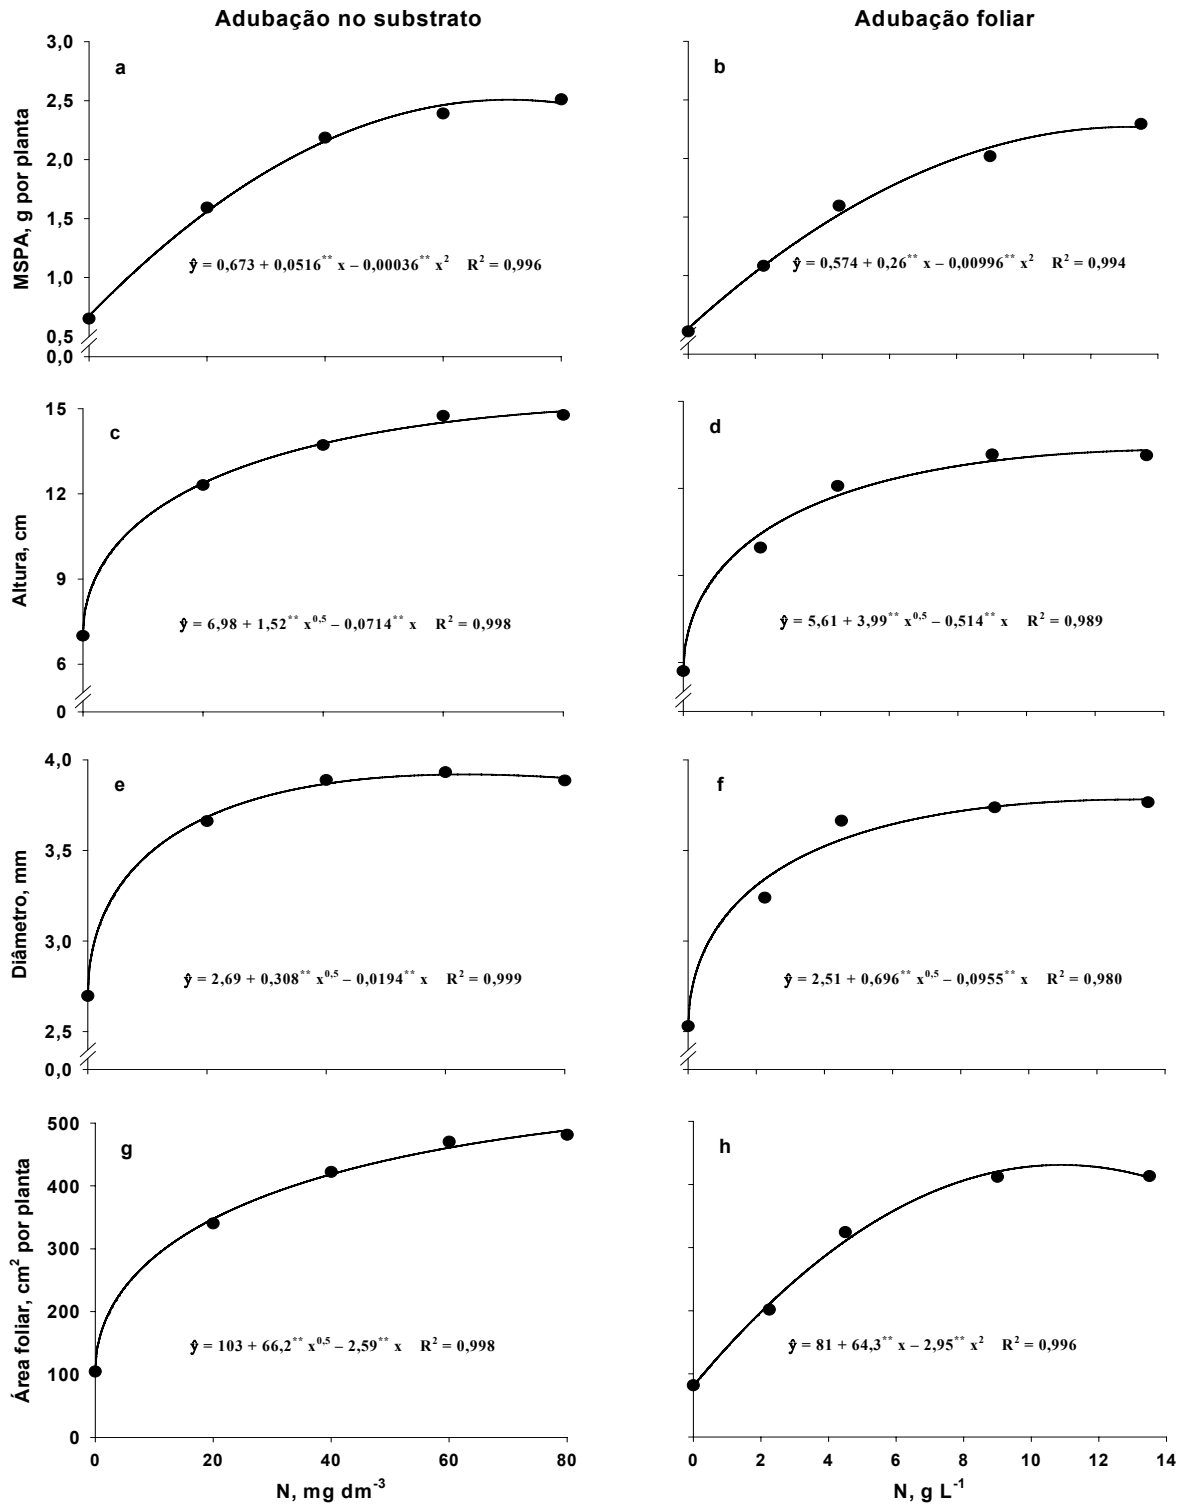 Adubação no substrato
Adubação foliar
3,0
2,5
2,0
1,5
1,0
0,5
0,0
MSPA, g por planta
a
ŷ = 0,673 + 0,0516** x – 0,00036** x² R² = 0,996
b
ŷ = 0,574 + 0,26** x – 0,00996** x² R² = 0,994
15
12
9
6
0
Altura, cm
c
ŷ = 6,98 + 1,52** x^0,5 – 0,0714** x R² = 0,998
d
ŷ = 5,61 + 3,99** x^0,5 – 0,514** x R² = 0,989
4,0
3,5
3,0
2,5
0,0
Diâmetro, mm
e
ŷ = 2,69 + 0,308** x^0,5 – 0,0194** x R² = 0,999
f
ŷ = 2,51 + 0,696** x^0,5 – 0,0955** x R² = 0,980
500
400
300
200
100
0
Área foliar, cm² por planta
g
ŷ = 103 + 66,2** x^0,5 – 2,59** x R² = 0,998
h
ŷ = 81 + 64,3** x – 2,95** x² R² = 0,996
0 20 40 60 80
N, mg dm⁻³
0 2 4 6 8 10 12 14
N, g L⁻¹